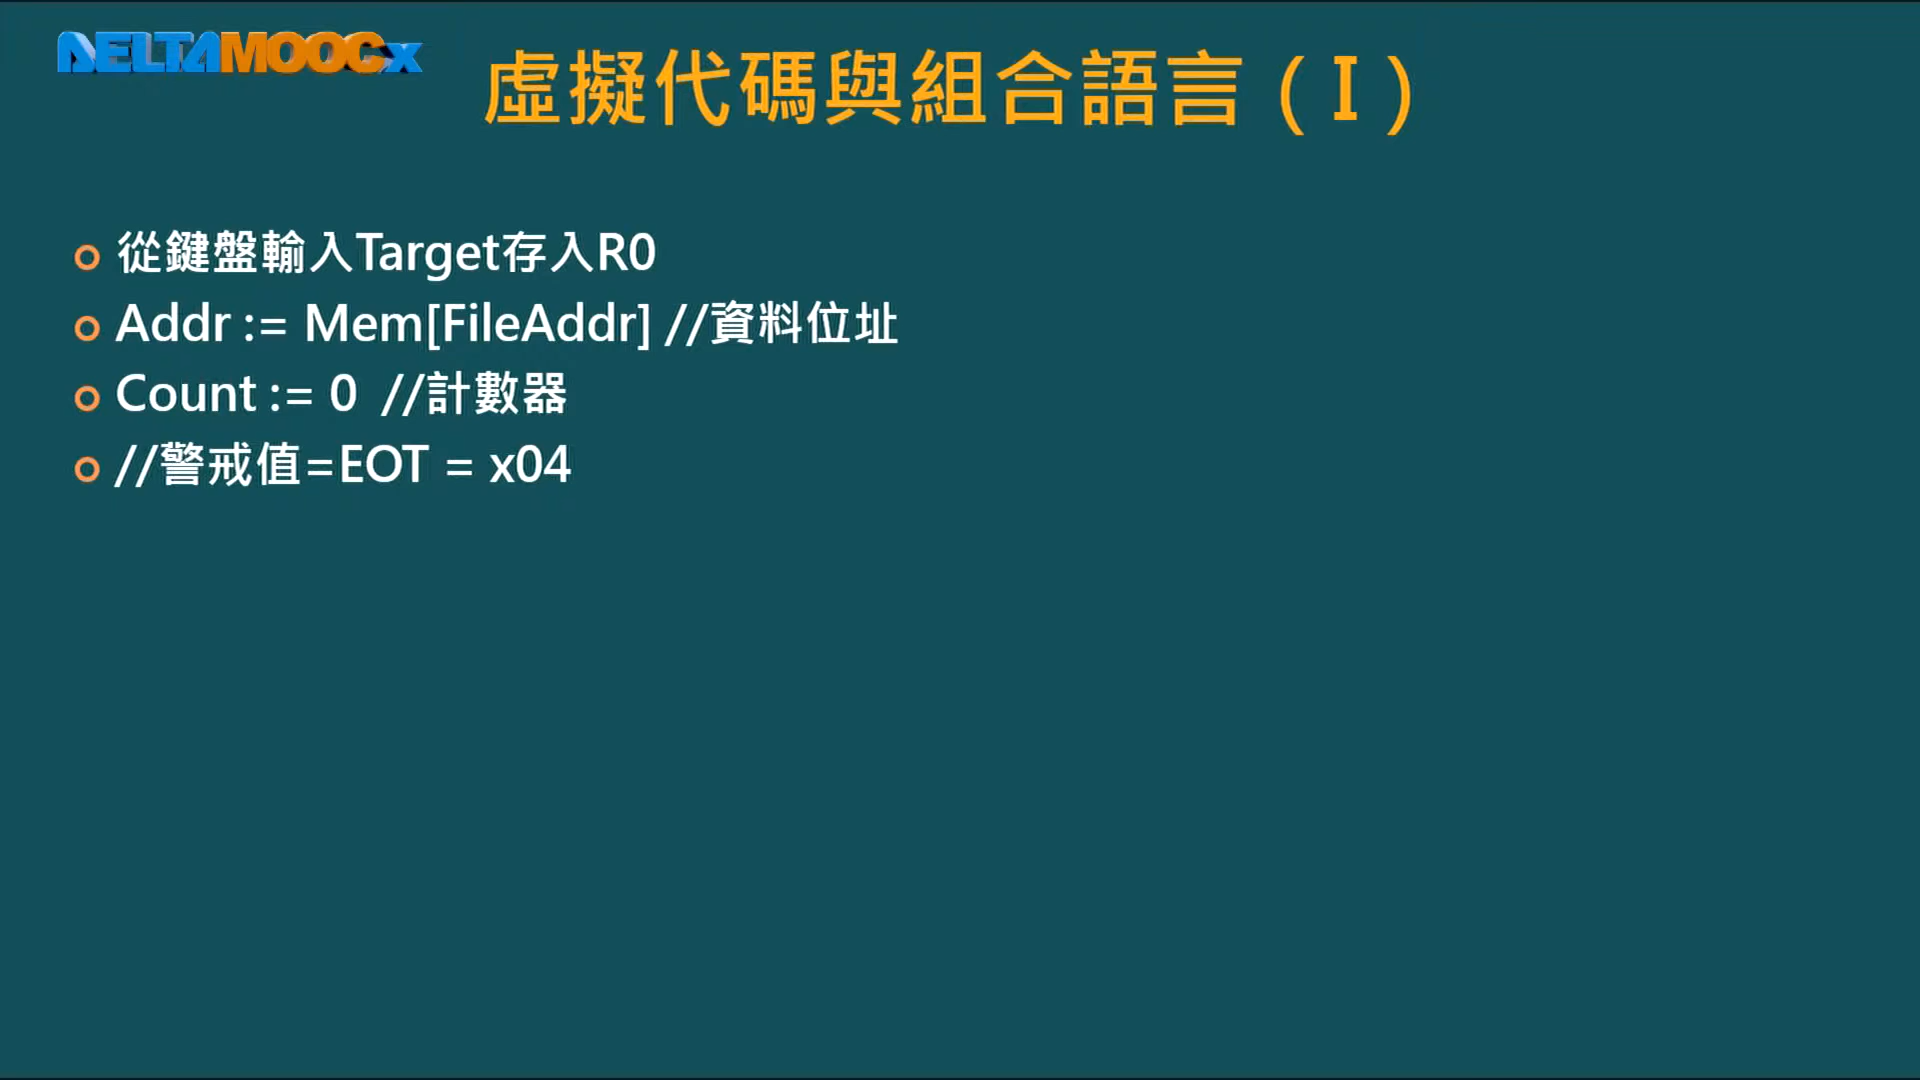 DELTAMOOCx
虛擬代碼與組合語言 ( I )
從鍵盤輸入Target存入R0
Addr := Mem[FileAddr] //資料位址
Count := 0 //計數器
//警戒值=EOT = x04